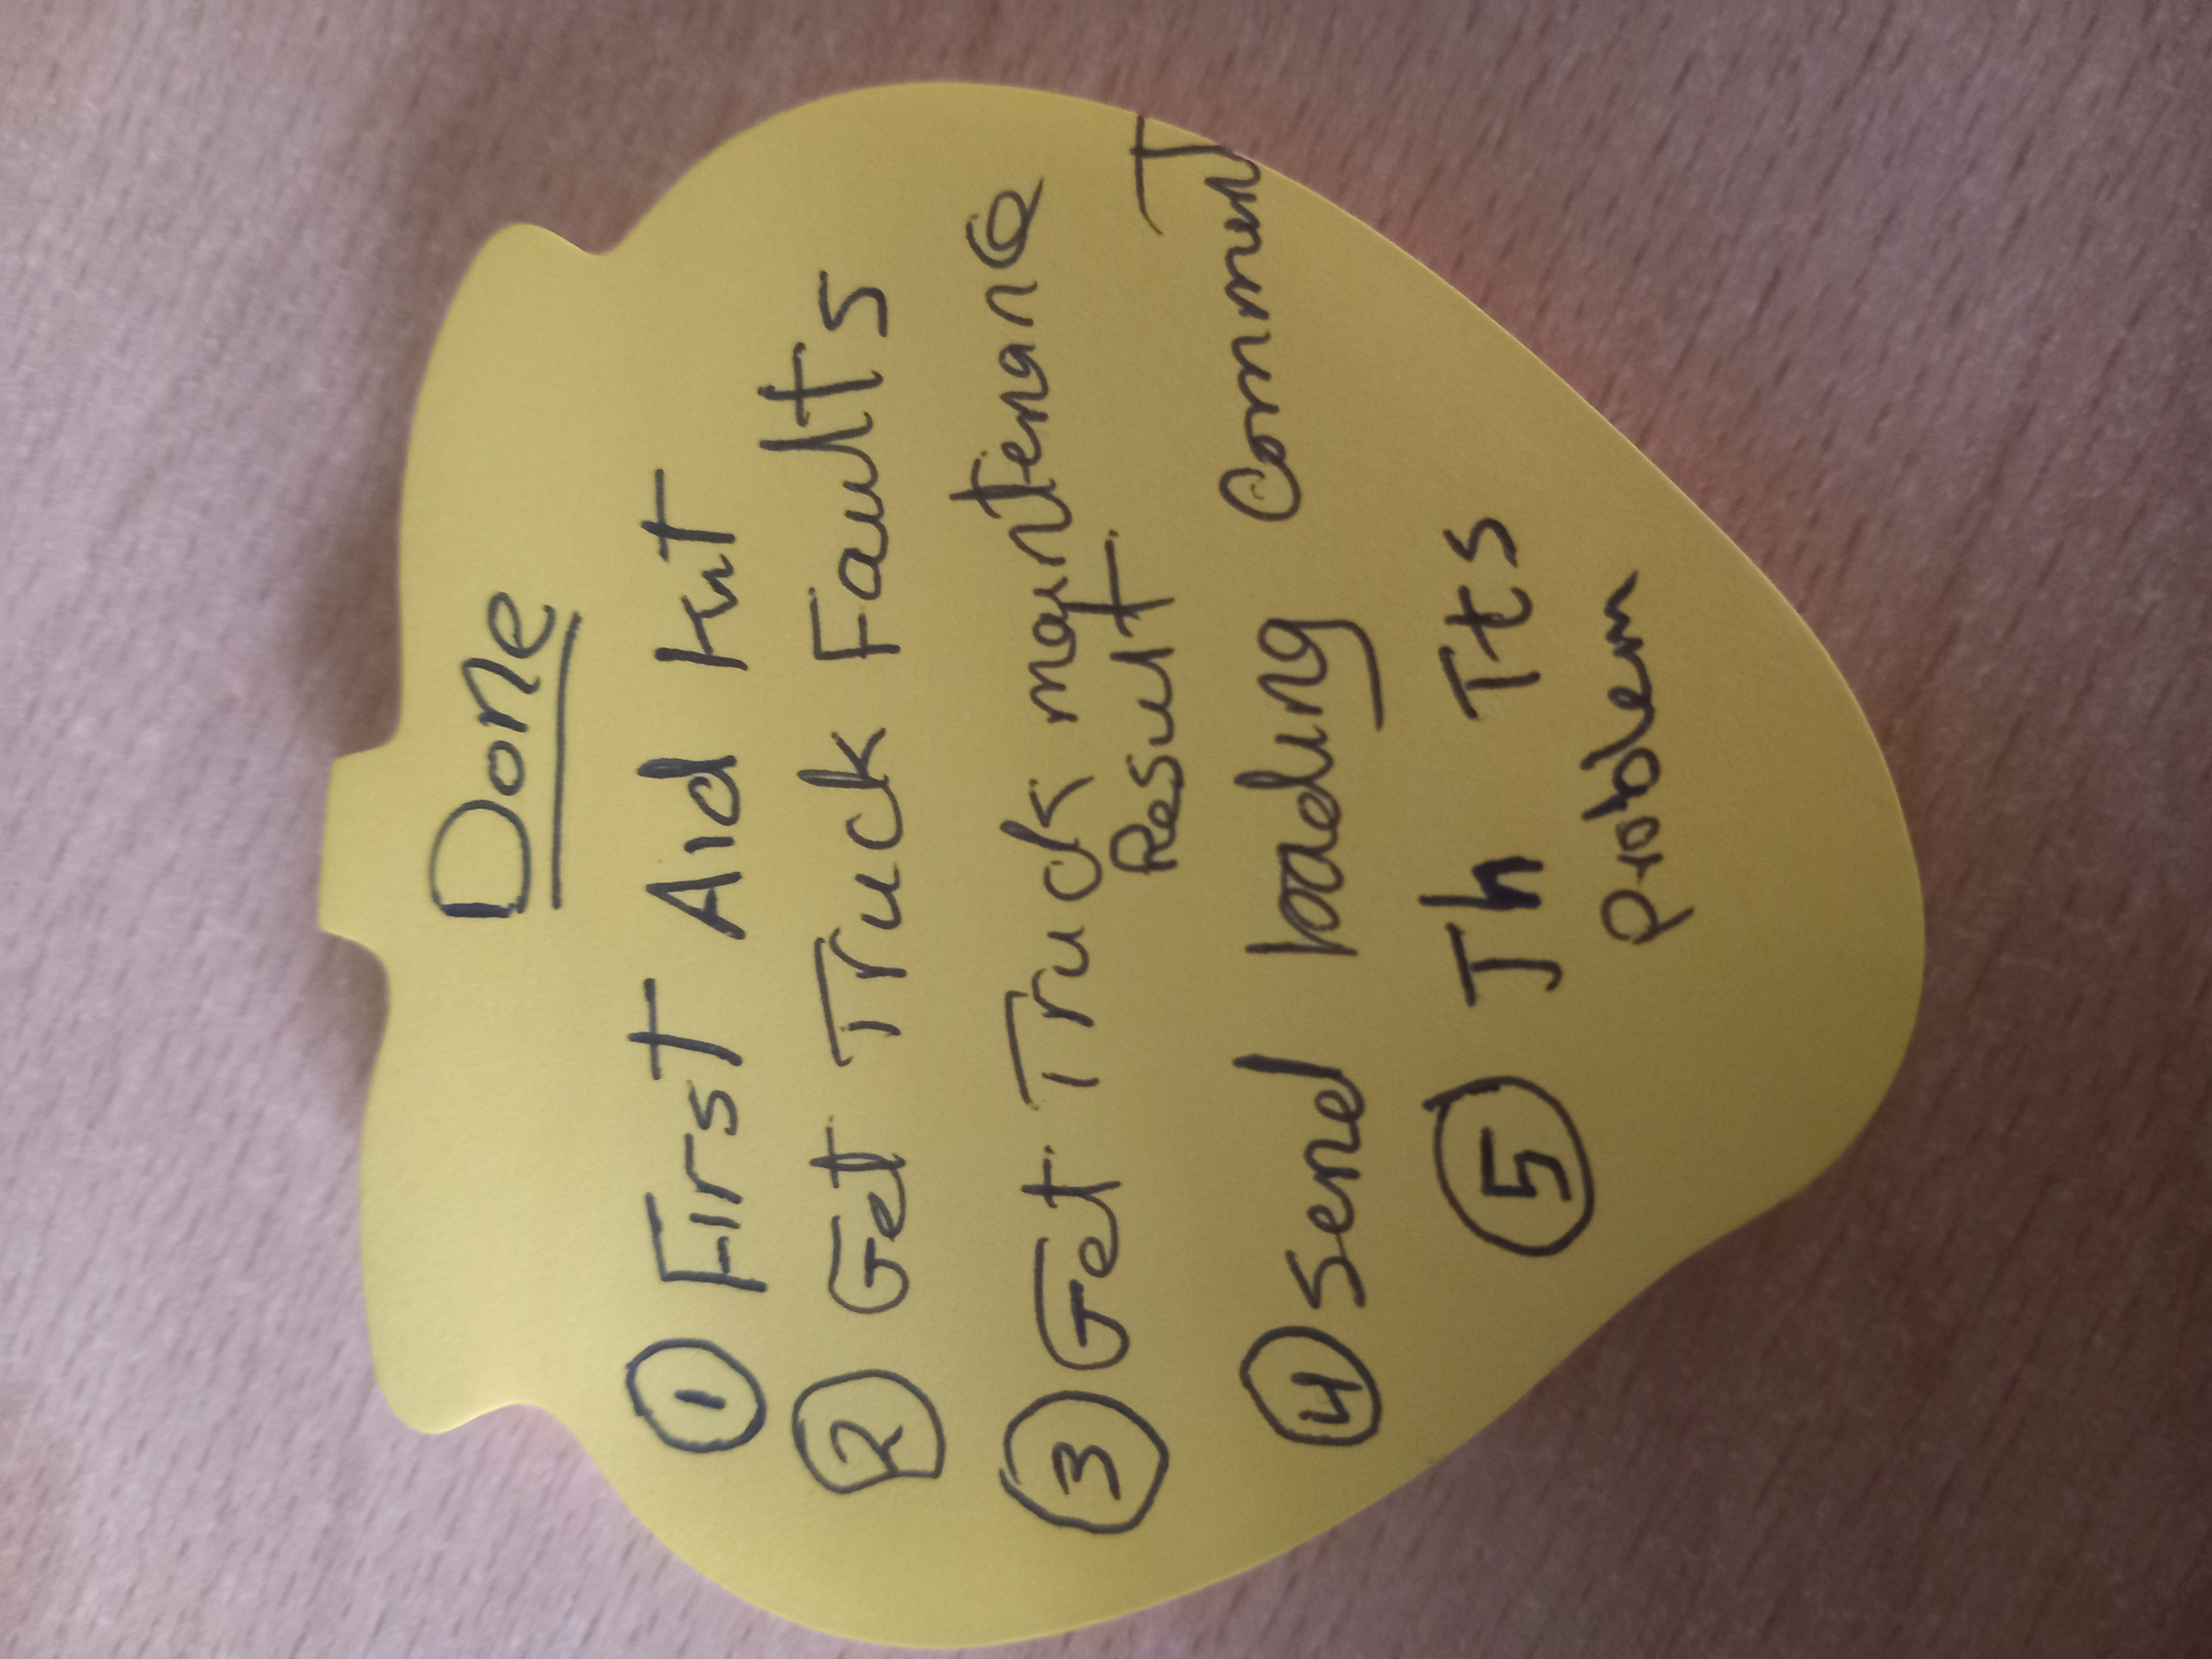 Done
① First Aid Kit
② Get Truck Faults
③ Get Truck maintenance
Result
④ Send loading Comment
⑤ Jh Tts
Problem